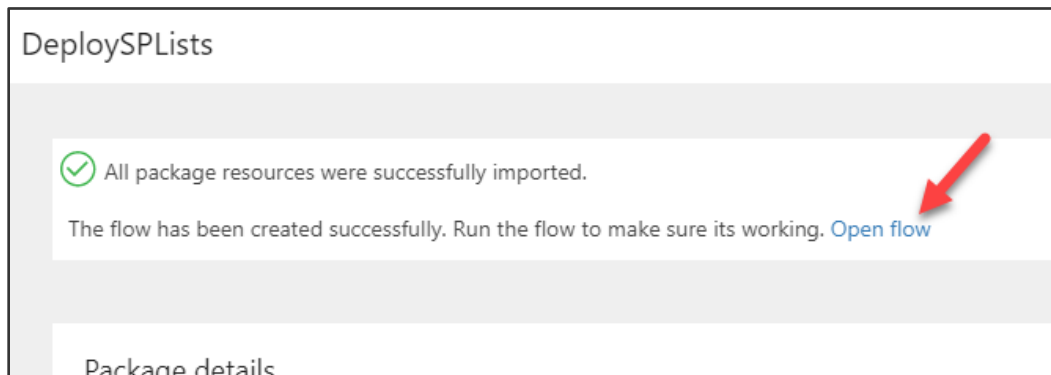 DeploySPLists
All package resources were successfully imported.
The flow has been created successfully. Run the flow to make sure its working. Open flow
Package details